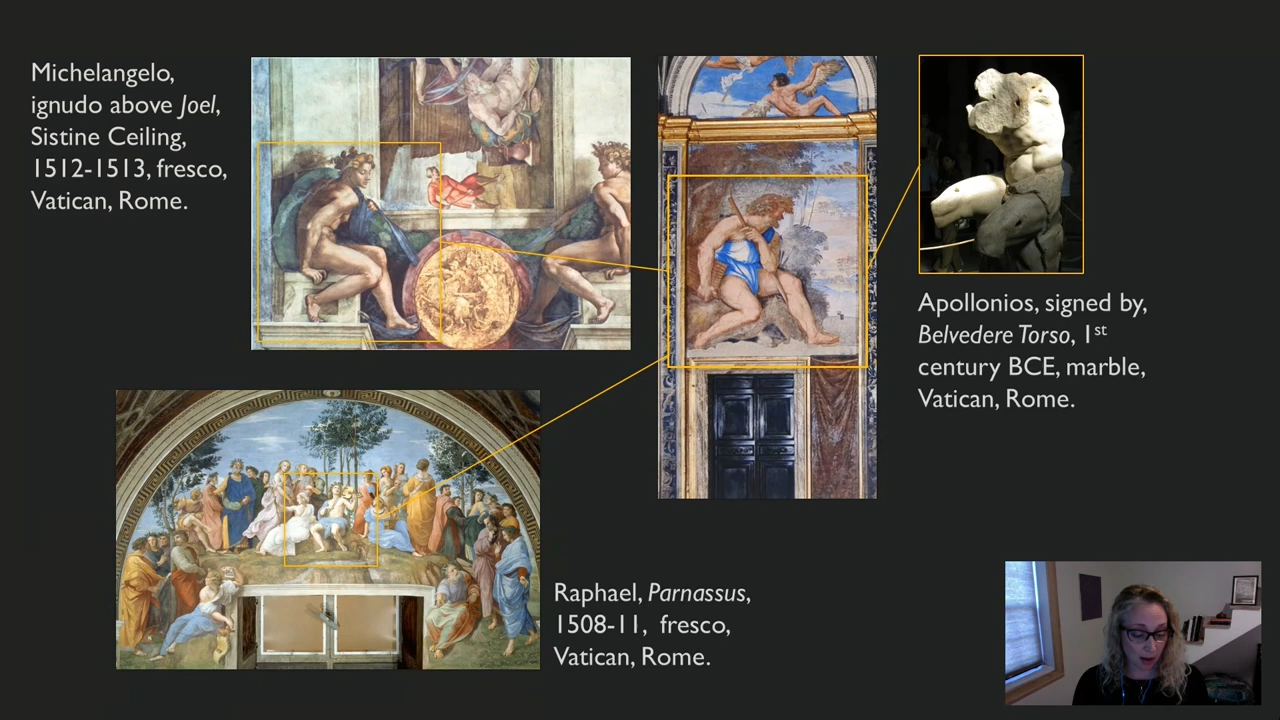 Michelangelo,
ignudo above Joel,
Sistine Ceiling,
1512-1513, fresco,
Vatican, Rome.
Apollonios, signed by,
Belvedere Torso, 1st
century BCE, marble,
Vatican, Rome.
Raphael, Parnassus,
1508-11, fresco,
Vatican, Rome.